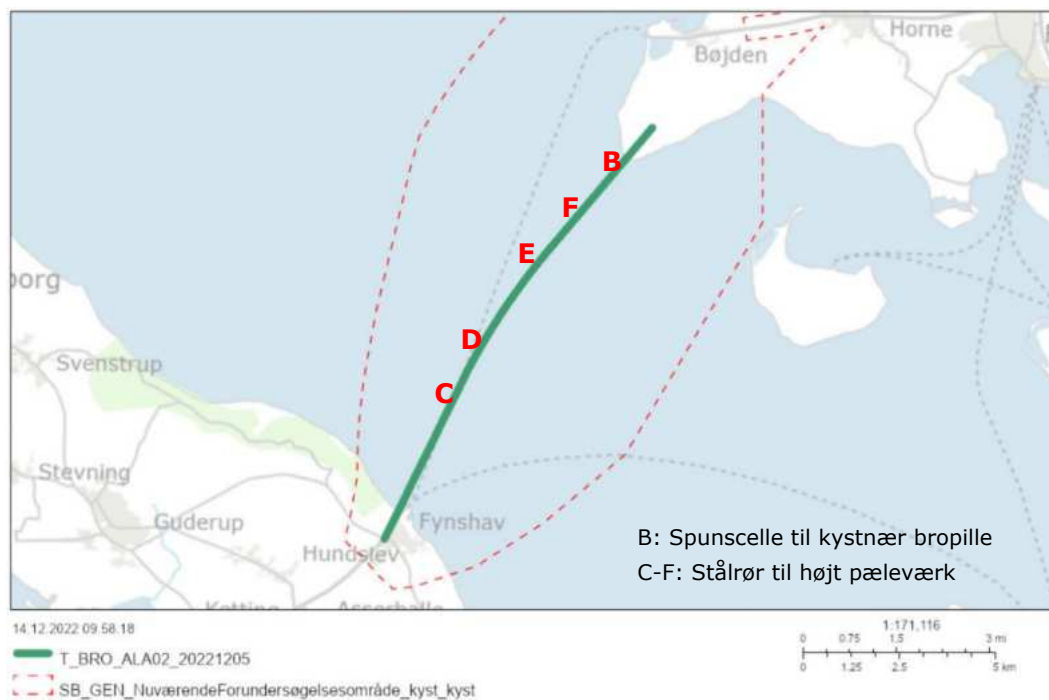 Horne
Bøjden
B
F
E
org
D
Svenstrup
C
Stevning
Guderup
Fynshav
Hundslev
B: Spunscelle til kystnær bropille
C-F: Stålrør til højt pæleværk
14.12.2022 09.58.18
1:171,116
0 0.75 1.5 3 mi
0 1.25 2.5 5 km
T_BRO_ALA02_20221205
SB_GEN_NuværendeForundersøgelsesområde_kyst_kyst